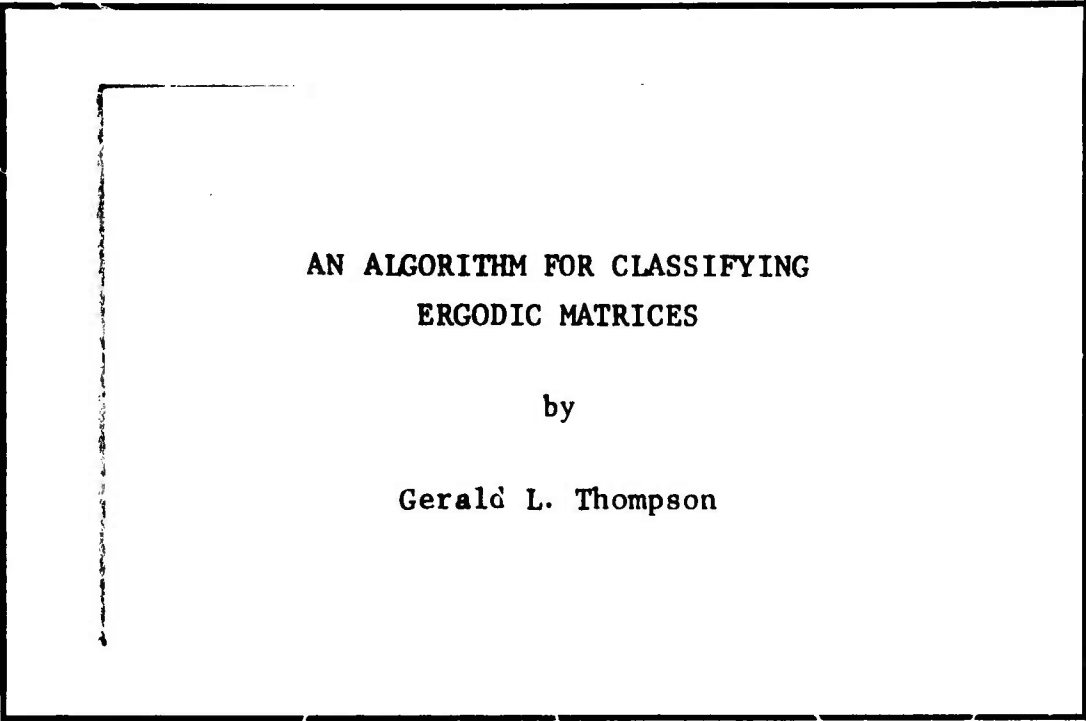 AN ALGORITHM FOR CLASSIFYING
ERGODIC MATRICES
by
Gerald L. Thompson